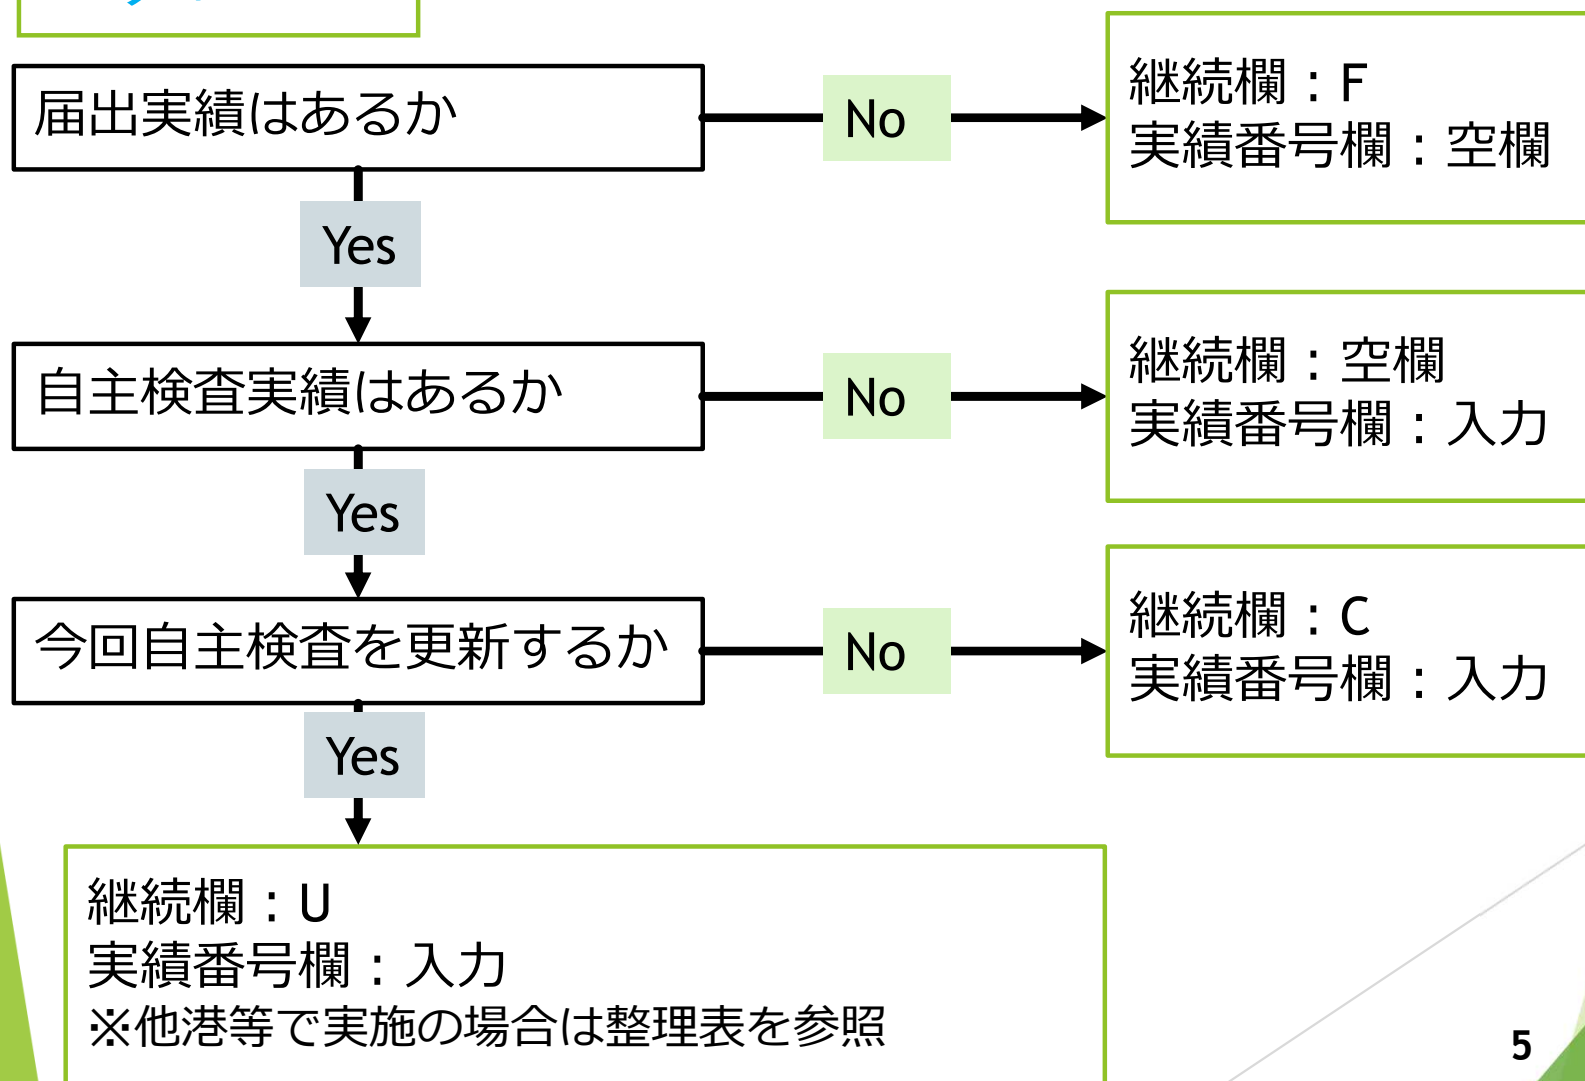 届出実績はあるか
No
継続欄：F
実績番号欄：空欄
Yes
自主検査実績はあるか
No
継続欄：空欄
実績番号欄：入力
Yes
今回自主検査を更新するか
No
継続欄：C
実績番号欄：入力
Yes
継続欄：U
実績番号欄：入力
※他港等で実施の場合は整理表を参照
5